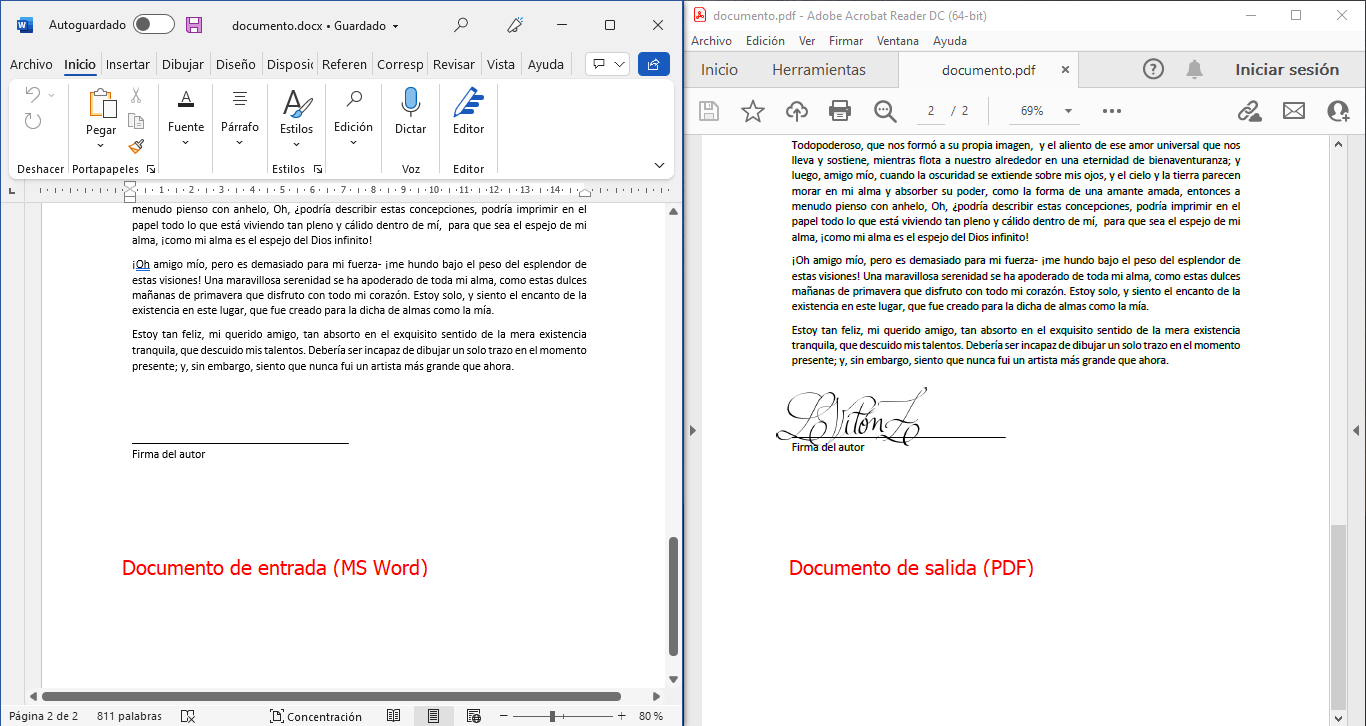 Autoguardado
documento.docx • Guardado
Archivo Inicio Insertar Dibujar Diseño Disposic Referen Corresp Revisar Vista Ayuda
Pegar Fuente Párrafo Estilos Edición Dictar Editor
Deshacer Portapapeles Estilos Voz Editor
1 2 3 4 5 6 7 8 9 10 11 12 13 14
menudo pienso con anhelo, Oh, ¿podría describir estas concepciones, podría imprimir en el
papel todo lo que está viviendo tan pleno y cálido dentro de mí, para que sea el espejo de mi
alma, ¡como mi alma es el espejo del Dios infinito!
¡Oh amigo mío, pero es demasiado para mi fuerza- ¡me hundo bajo el peso del esplendor de
estas visiones! Una maravillosa serenidad se ha apoderado de toda mi alma, como estas dulces
mañanas de primavera que disfruto con todo mi corazón. Estoy solo, y siento el encanto de la
existencia en este lugar, que fue creado para la dicha de almas como la mía.
Estoy tan feliz, mi querido amigo, tan absorto en el exquisito sentido de la mera existencia
tranquila, que descuido mis talentos. Debería ser incapaz de dibujar un solo trazo en el momento
presente; y, sin embargo, siento que nunca fui un artista más grande que ahora.
Firma del autor
Documento de entrada (MS Word)
Página 2 de 2 811 palabras Concentración 80 %
documento.pdf - Adobe Acrobat Reader DC (64-bit)
Archivo Edición Ver Firmar Ventana Ayuda
Inicio Herramientas documento.pdf Iniciar sesión
2 / 2 69%
Todopoderoso, que nos formó a su propia imagen, y el aliento de ese amor universal que nos
lleva y sostiene, mientras flota a nuestro alrededor en una eternidad de bienaventuranza; y
luego, amigo mío, cuando la oscuridad se extiende sobre mis ojos, y el cielo y la tierra parecen
morar en mi alma y absorber su poder, como la forma de una amante amada, entonces a
menudo pienso con anhelo, Oh, ¿podría describir estas concepciones, podría imprimir en el
papel todo lo que está viviendo tan pleno y cálido dentro de mí, para que sea el espejo de mi
alma, ¡como mi alma es el espejo del Dios infinito!
¡Oh amigo mío, pero es demasiado para mi fuerza- ¡me hundo bajo el peso del esplendor de
estas visiones! Una maravillosa serenidad se ha apoderado de toda mi alma, como estas dulces
mañanas de primavera que disfruto con todo mi corazón. Estoy solo, y siento el encanto de la
existencia en este lugar, que fue creado para la dicha de almas como la mía.
Estoy tan feliz, mi querido amigo, tan absorto en el exquisito sentido de la mera existencia
tranquila, que descuido mis talentos. Debería ser incapaz de dibujar un solo trazo en el momento
presente; y, sin embargo, siento que nunca fui un artista más grande que ahora.
Firma del autor
Documento de salida (PDF)